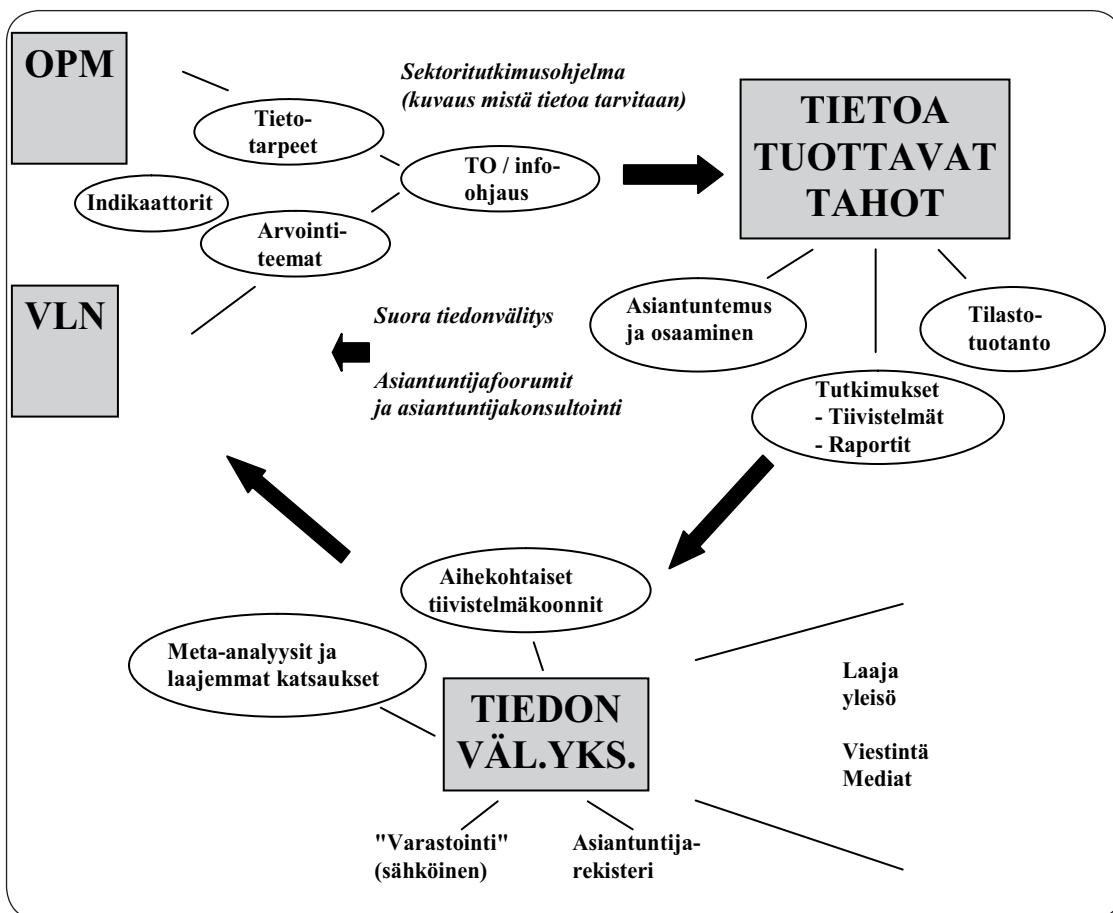 OPM
Tieto-
tarpeet
Indikaattorit
Arvointi-
teemat
VLN
Sektoritutkimusohjelma
(kuvaus mistä tietoa tarvitaan)
TO / info-
ohjaus
Suora tiedonvälitys
Asiantuntijafoorumit
ja asiantuntijakonsultointi
TIETOA
TUOTTAVAT
TAHOT
Asiantuntemus
ja osaaminen
Tilasto-
tuotanto
Tutkimukset
- Tiivistelmät
- Raportit
Aihekohtaiset
tiivistelmäkoonnit
Meta-analyysit ja
laajemmat katsaukset
TIEDON
VÄL.YKS.
"Varastointi"
(sähköinen)
Asiantuntija-
rekisteri
Laaja
yleisö
Viestintä
Mediat